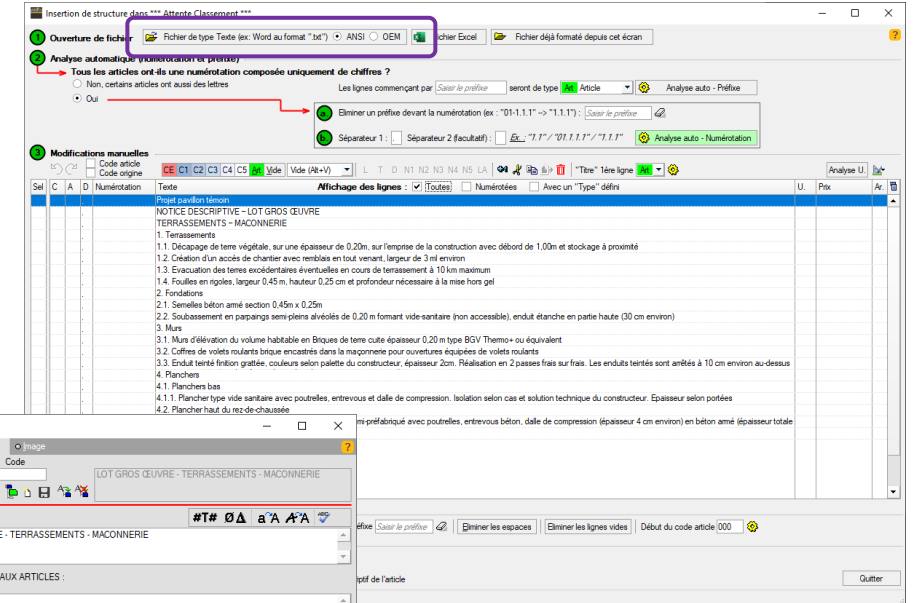 Insertion de structure dans *** Attente Classement ***
1 Ouverture de fichier Fichier de type Texte (ex: Word au format ".txt") ANSI OEM Fichier Excel Fichier déjà formaté depuis cet écran
2 Analyse automatique (numérotation et préfixe)
Tous les articles ont-ils une numérotation composée uniquement de chiffres ?
Non, certains articles ont aussi des lettres
Les lignes commençant par Saisir le préfixe seront de type Art Article Analyse auto - Préfixe
Oui
a Eliminer un préfixe devant la numérotation (ex : "01-1.1.1" --> "1.1.1") : Saisir le préfixe
b. Séparateur 1 : . Séparateur 2 (facultatif) : Ex. : "1.1" / "01.1.1.1" / "1.1.1" Analyse auto - Numérotation
3 Modifications manuelles
Code article
Code origine
CE C1 C2 C3 C4 C5 Art Vide Vide (Alt+V) L T D N1 N2 N3 N4 N5 LA "Titre" 1ère ligne Art Analyse U.
Sel C A D Numérotation Texte Affichage des lignes : Toutes Numérotées Avec un "Type" défini U. Prix Ar.
Projet pavillon témoin
NOTICE DESCRIPTIVE – LOT GROS ŒUVRE
TERRASSEMENTS – MACONNERIE
1. Terrassements
1.1. Décapage de terre végétale, sur une épaisseur de 0,20m, sur l'emprise de la construction avec débord de 1,00m et stockage à proximité
1.2. Création d'un accès de chantier avec remblais en tout venant, largeur de 3 ml environ
1.3. Evacuation des terres excédentaires éventuelles en cours de terrassement à 10 km maximum
1.4. Fouilles en rigoles, largeur 0,45 m, hauteur 0,25 cm et profondeur nécessaire à la mise hors gel
2. Fondations
2.1. Semelles béton armé section 0,45m x 0,25m
2.2. Soubassement en parpaings semi-pleins alvéolés de 0,20 m formant vide-sanitaire (non accessible), enduit étanche en partie haute (30 cm environ)
3. Murs
3.1. Murs d'élévation du volume habitable en Briques de terre cuite épaisseur 0,20 m type BGV Thermo+ ou équivalent
3.2. Coffres de volets roulants brique encastrés dans la maçonnerie pour ouvertures équipées de volets roulants
3.3. Enduit teinté finition grattée, couleurs selon palette du constructeur, épaisseur 2cm. Réalisation en 2 passes frais sur frais. Les enduits teintés sont arrêtés à 10 cm environ au-dessus
4. Planchers
4.1. Planchers bas
4.1.1. Plancher type vide sanitaire avec poutrelles, entrevous et dalle de compression. Isolation selon cas et solution technique du constructeur. Epaisseur selon portées
4.2. Plancher haut du rez-de-chaussée
mi-préfabriqué avec poutrelles, entrevous béton, dalle de compression (épaisseur 4 cm environ) en béton armé (épaisseur totale
Image
Code
LOT GROS ŒUVRE - TERRASSEMENTS - MACONNERIE
#T# ØΔ a"A A"A ABC
E - TERRASSEMENTS - MACONNERIE
éfixe Saisir le préfixe Eliminer les espaces Eliminer les lignes vides Début du code article 000
AUX ARTICLES :
iptif de l'article
Quitter